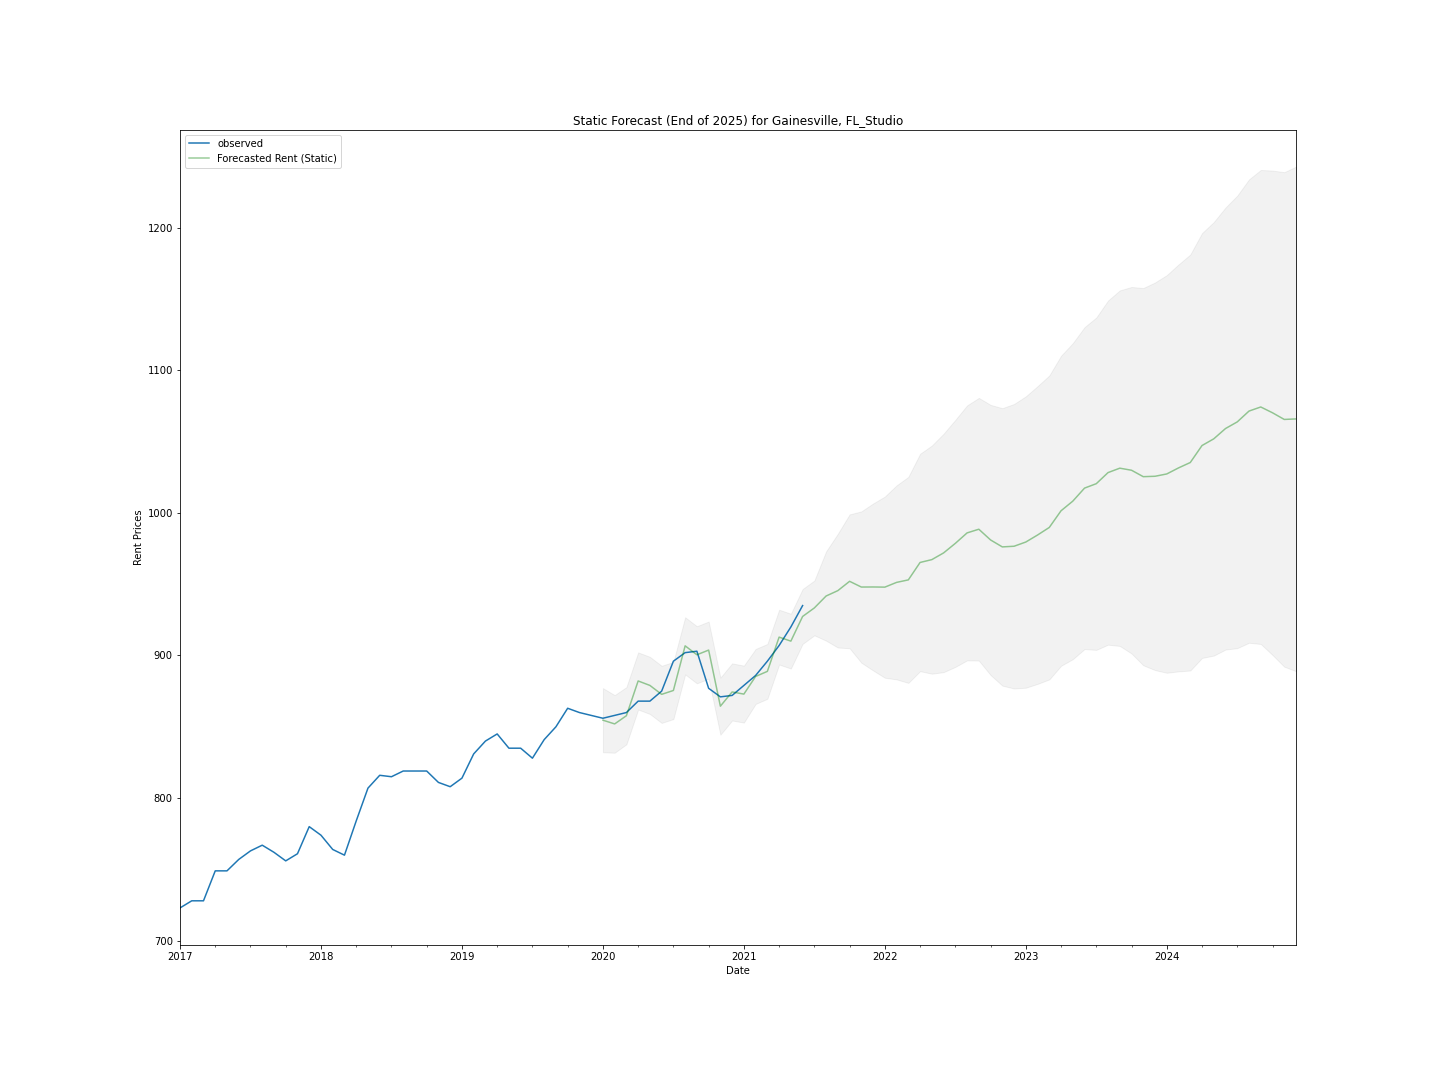 Static Forecast (End of 2025) for Gainesville, FL_Studio
observed
Forecasted Rent (Static)
1200
1100
1000
900
800
700
Rent Prices
2017 2018 2019 2020 2021 2022 2023 2024
Date